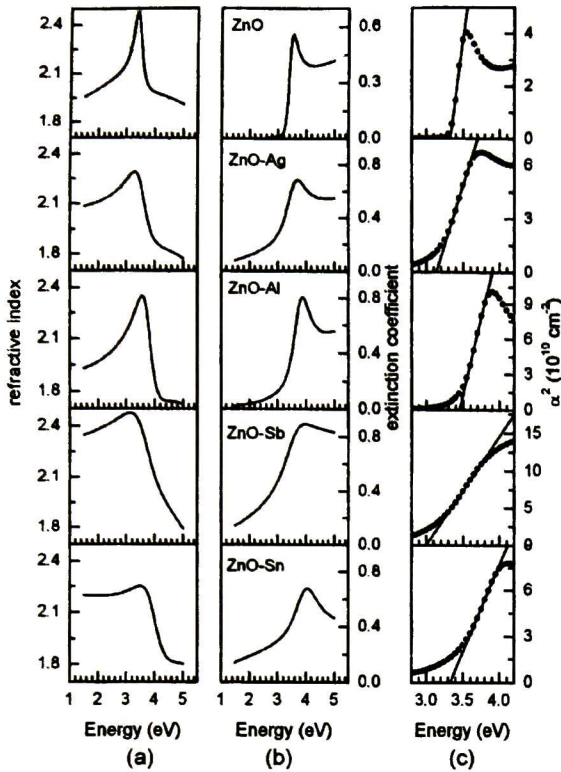 refractive index
2.4
2.1
1.8
2.4
2.1
1.8
2.4
2.1
1.8
2.4
2.1
1.8
2.4
2.1
1.8
1 2 3 4 5
Energy (eV)
(a)
ZnO
ZnO-Ag
ZnO-Al
ZnO-Sb
ZnO-Sn
0.6
0.3
0.0
0.8
0.4
0.0
0.8
0.4
0.0
0.8
0.4
0.0
0.8
0.4
0.0
extinction coefficient
1 2 3 4 5
Energy (eV)
(b)
4
2
0
6
3
0
9
6
3
0
15
10
5
0
9
6
3
0
α² (10¹⁰ cm⁻²)
3.0 3.5 4.0
Energy (eV)
(c)